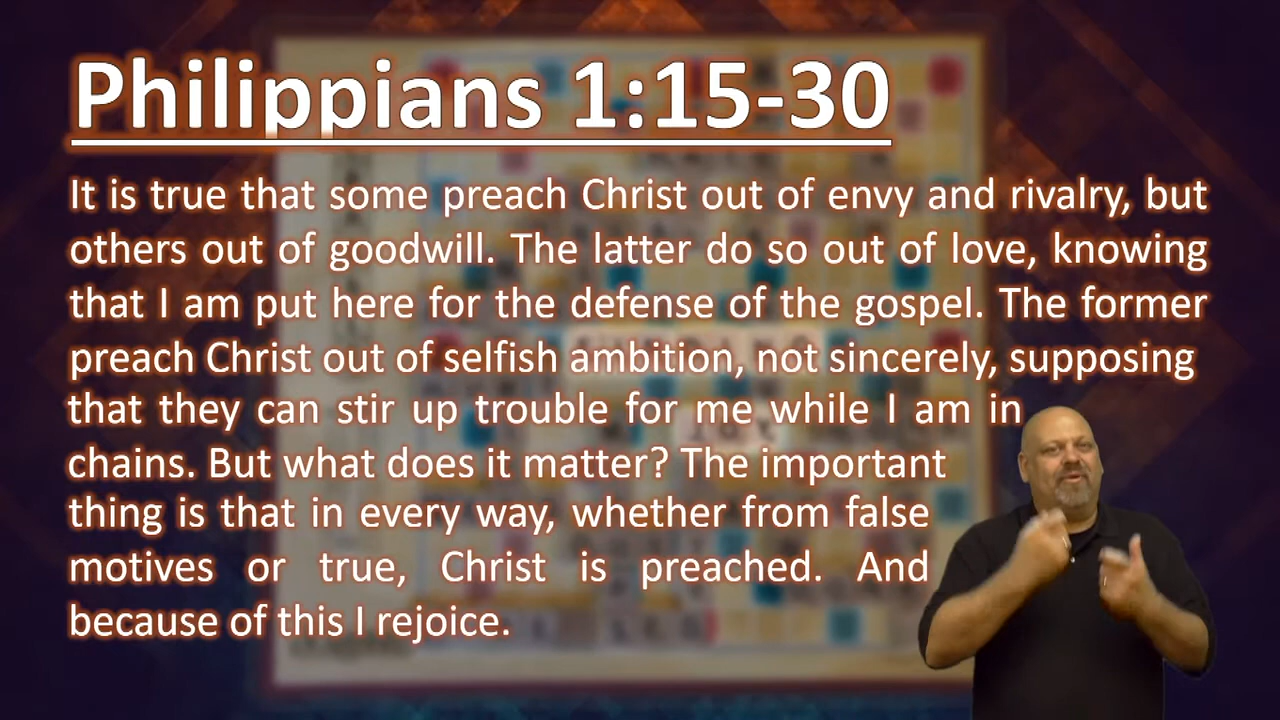 Philippians 1:15-30
It is true that some preach Christ out of envy and rivalry, but
others out of goodwill. The latter do so out of love, knowing
that I am put here for the defense of the gospel. The former
preach Christ out of selfish ambition, not sincerely, supposing
that they can stir up trouble for me while I am in
chains. But what does it matter? The important
thing is that in every way, whether from false
motives or true, Christ is preached. And
because of this I rejoice.